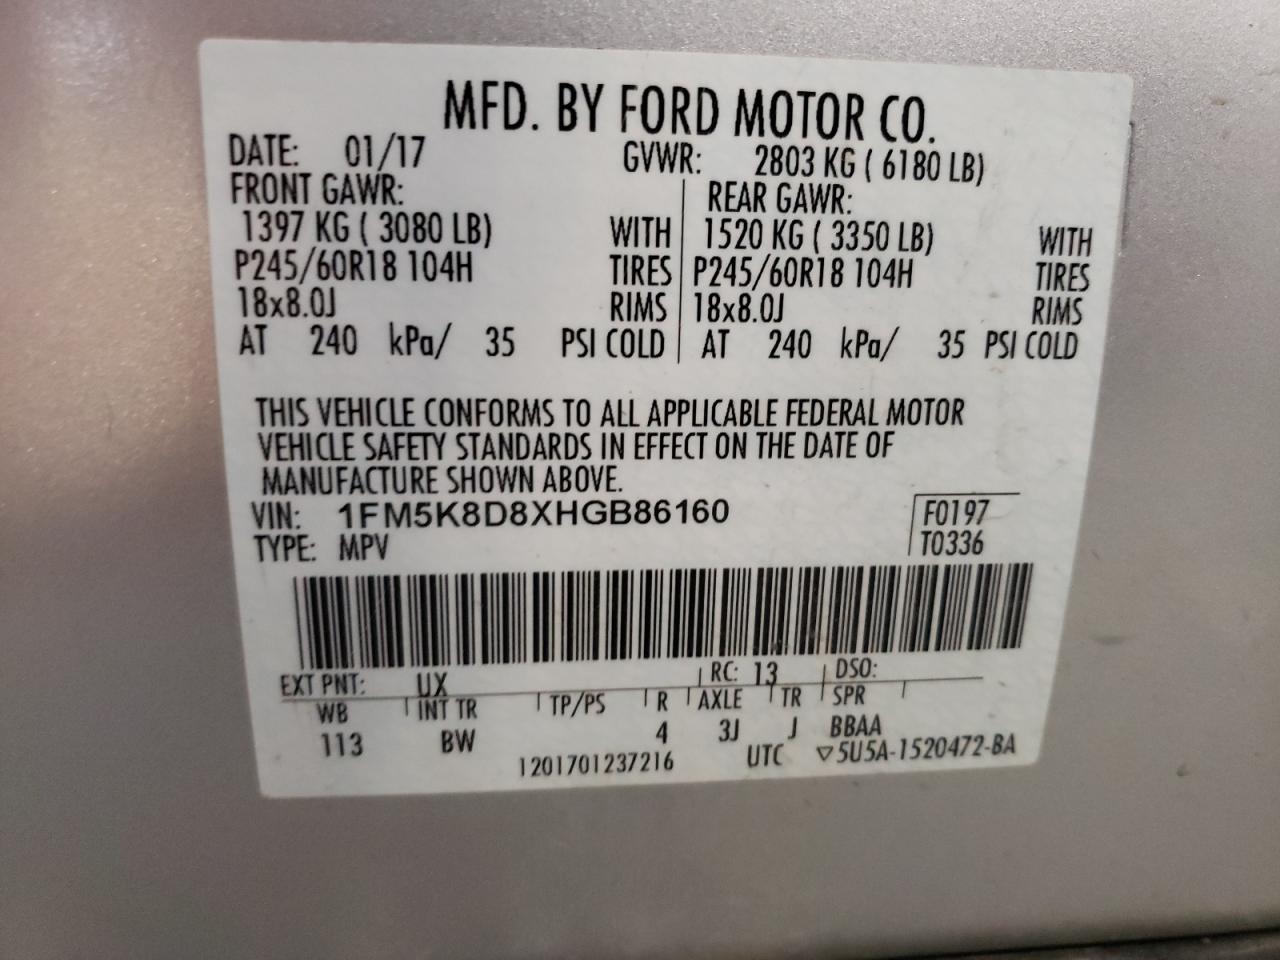 MFD. BY FORD MOTOR CO.
DATE: 01/17 GVWR: 2803 KG ( 6180 LB)
FRONT GAWR: REAR GAWR:
1397 KG ( 3080 LB) WITH 1520 KG ( 3350 LB) WITH
P245/60R18 104H TIRES P245/60R18 104H TIRES
18x8.0J RIMS 18x8.0J RIMS
AT 240 kPa/ 35 PSI COLD AT 240 kPa/ 35 PSI COLD
THIS VEHICLE CONFORMS TO ALL APPLICABLE FEDERAL MOTOR
VEHICLE SAFETY STANDARDS IN EFFECT ON THE DATE OF
MANUFACTURE SHOWN ABOVE.
VIN: 1FM5K8D8XHGB86160 F0197
TYPE: MPV T0336
EXT PNT: UX RC: 13 DSO:
WB INT TR TP/PS R AXLE TR SPR
113 BW 4 3J J BBAA
1201701237216 UTC ▽5U5A-1520472-BA